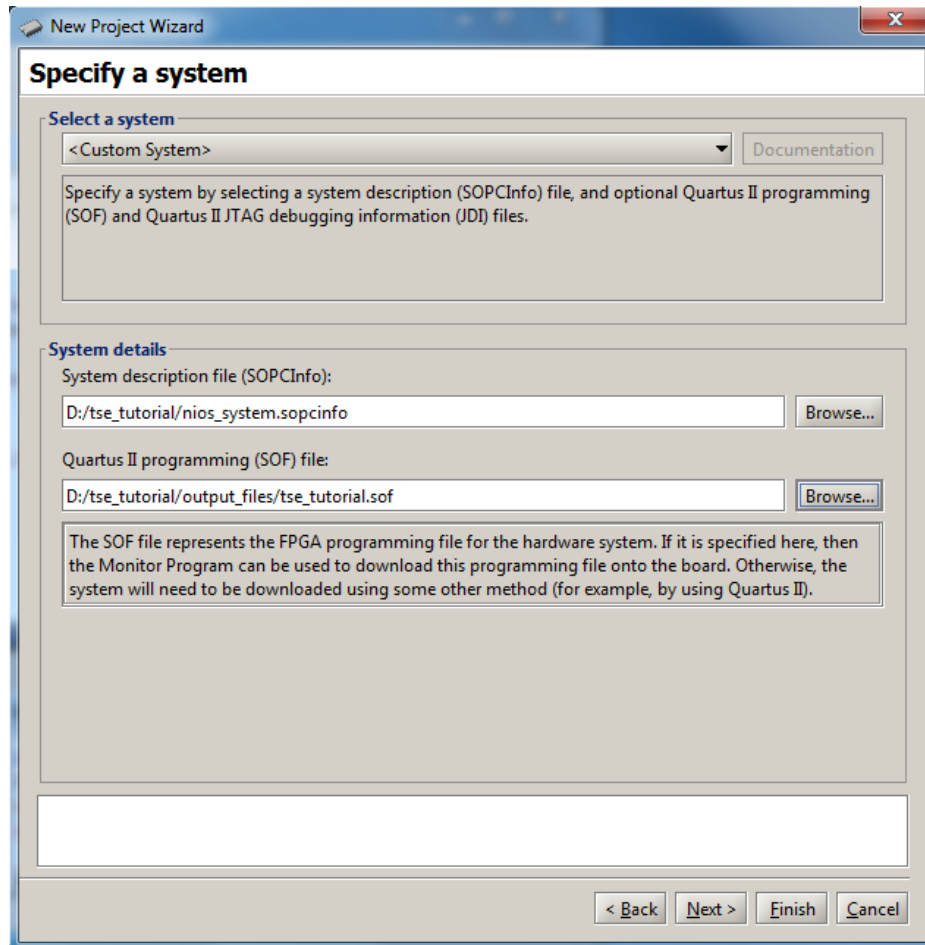 New Project Wizard
Specify a system
Select a system
<Custom System>
Documentation
Specify a system by selecting a system description (SOPCInfo) file, and optional Quartus II programming
(SOF) and Quartus II JTAG debugging information (JDI) files.
System details
System description file (SOPCInfo):
D:/tse_tutorial/nios_system.sopcinfo
Browse...
Quartus II programming (SOF) file:
D:/tse_tutorial/output_files/tse_tutorial.sof
Browse...
The SOF file represents the FPGA programming file for the hardware system. If it is specified here, then
the Monitor Program can be used to download this programming file onto the board. Otherwise, the
system will need to be downloaded using some other method (for example, by using Quartus II).
< Back
Next >
Finish
Cancel